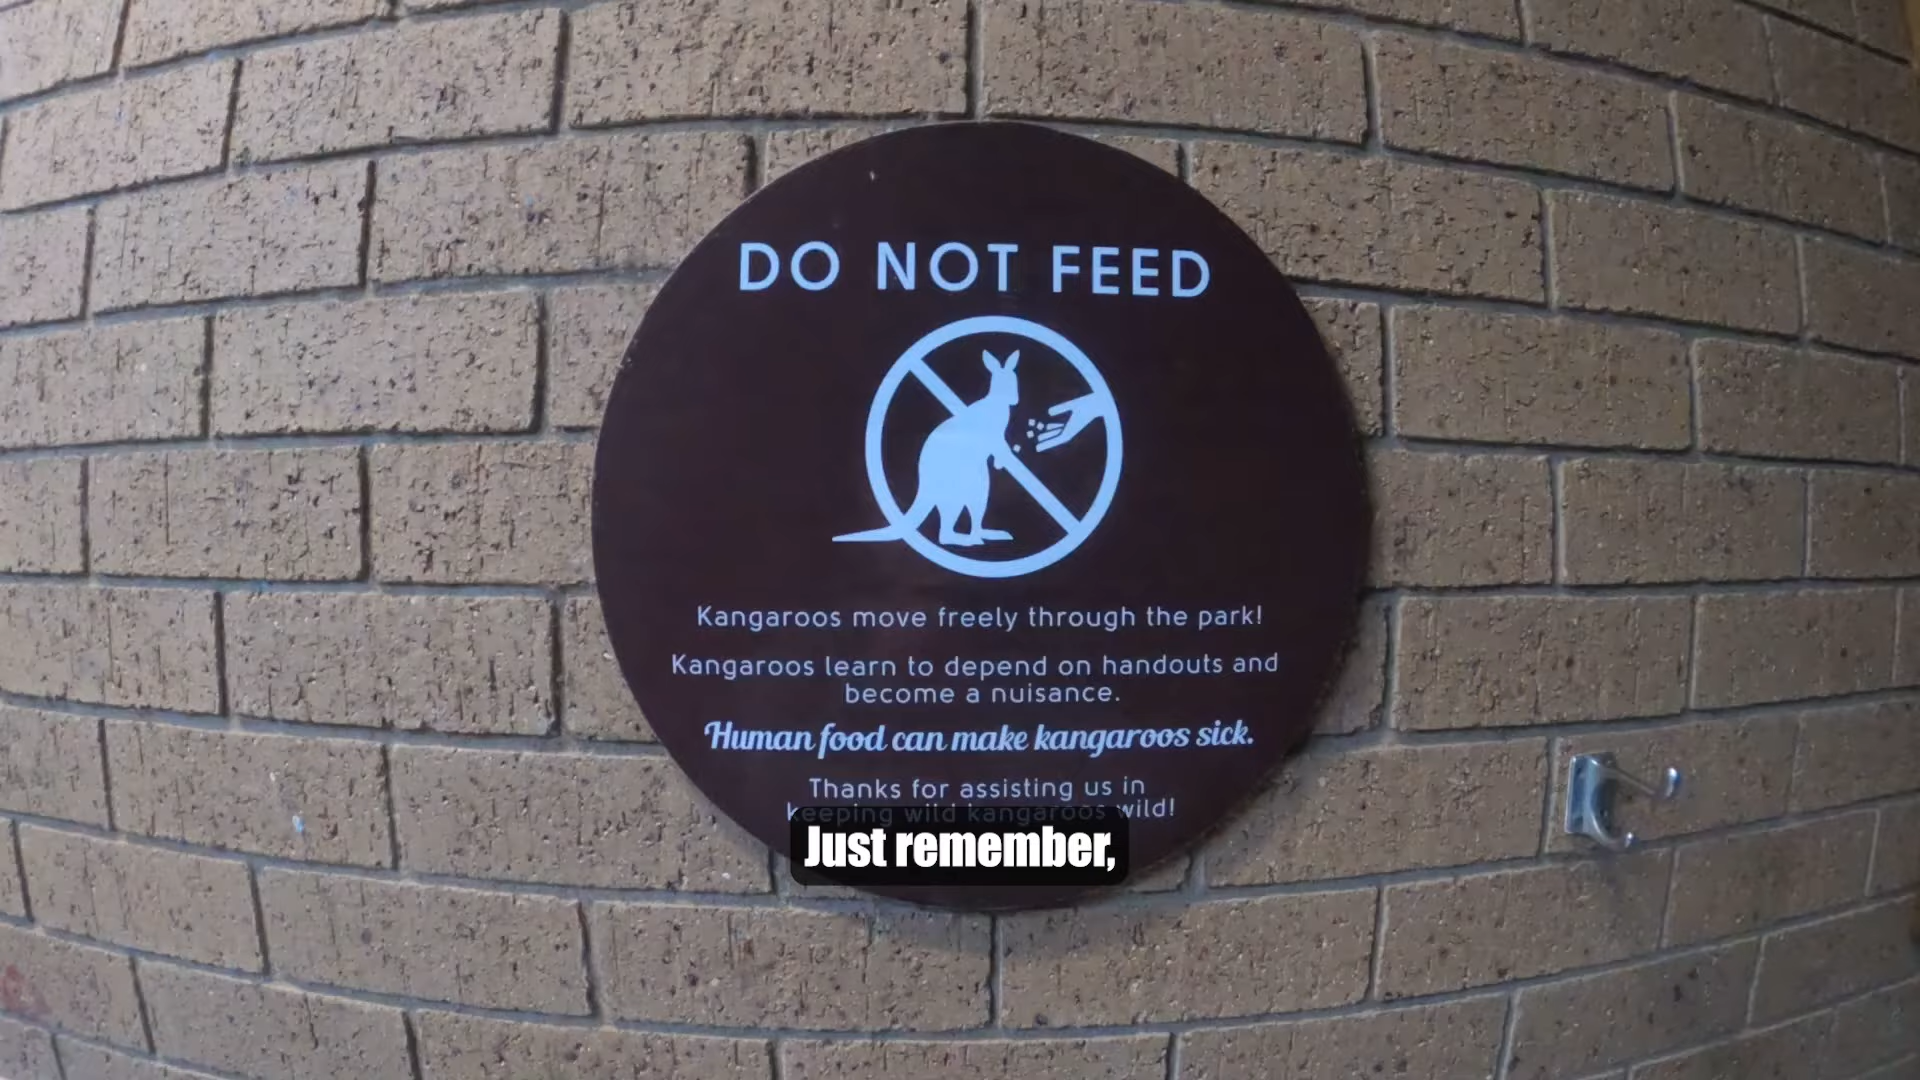 DO NOT FEED
Kangaroos move freely through the park!
Kangaroos learn to depend on handouts and
become a nuisance.
Human food can make kangaroos sick.
Thanks for assisting us in
keeping wild kangaroos wild!
Just remember,